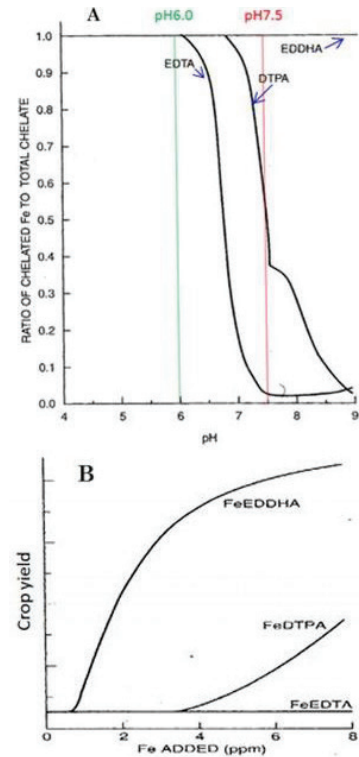 A
pH6.0
pH7.5
EDTA
DTPA
EDDHA
RATIO OF CHELATED Fe TO TOTAL CHELATE
1.0
0.9
0.8
0.7
0.6
0.5
0.4
0.3
0.2
0.1
0.0
4
5
6
7
8
9
pH
B
FeEDDHA
FeDTPA
FeEDTA
Crop yield
0
2
4
6
8
Fe ADDED (ppm)